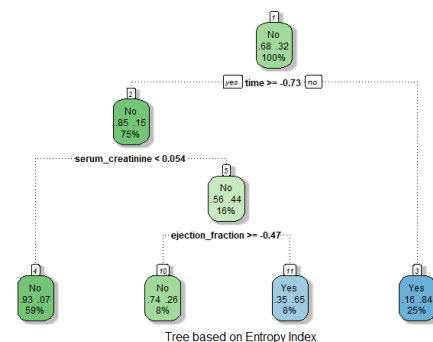 1
No
.68 .32
100%
yes time >= -0.73 no
2
No
.85 .15
75%
serum_creatinine < 0.054
5
No
.56 .44
16%
ejection_fraction >= -0.47
4
No
.93 .07
59%
10
No
.74 .26
8%
11
Yes
.35 .65
8%
3
Yes
.16 .84
25%
Tree based on Entropy Index